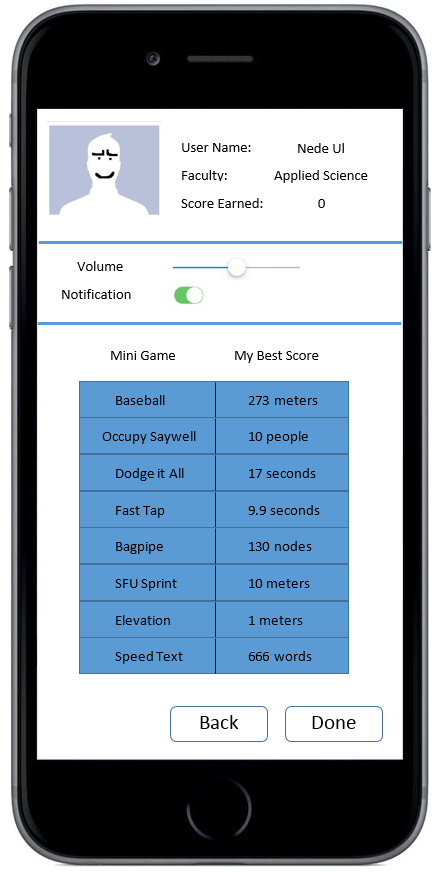 User Name: Nede Ul
Faculty: Applied Science
Score Earned: 0
Volume
Notification
Mini Game My Best Score
Baseball 273 meters
Occupy Saywell 10 people
Dodge it All 17 seconds
Fast Tap 9.9 seconds
Bagpipe 130 nodes
SFU Sprint 10 meters
Elevation 1 meters
Speed Text 666 words
Back Done